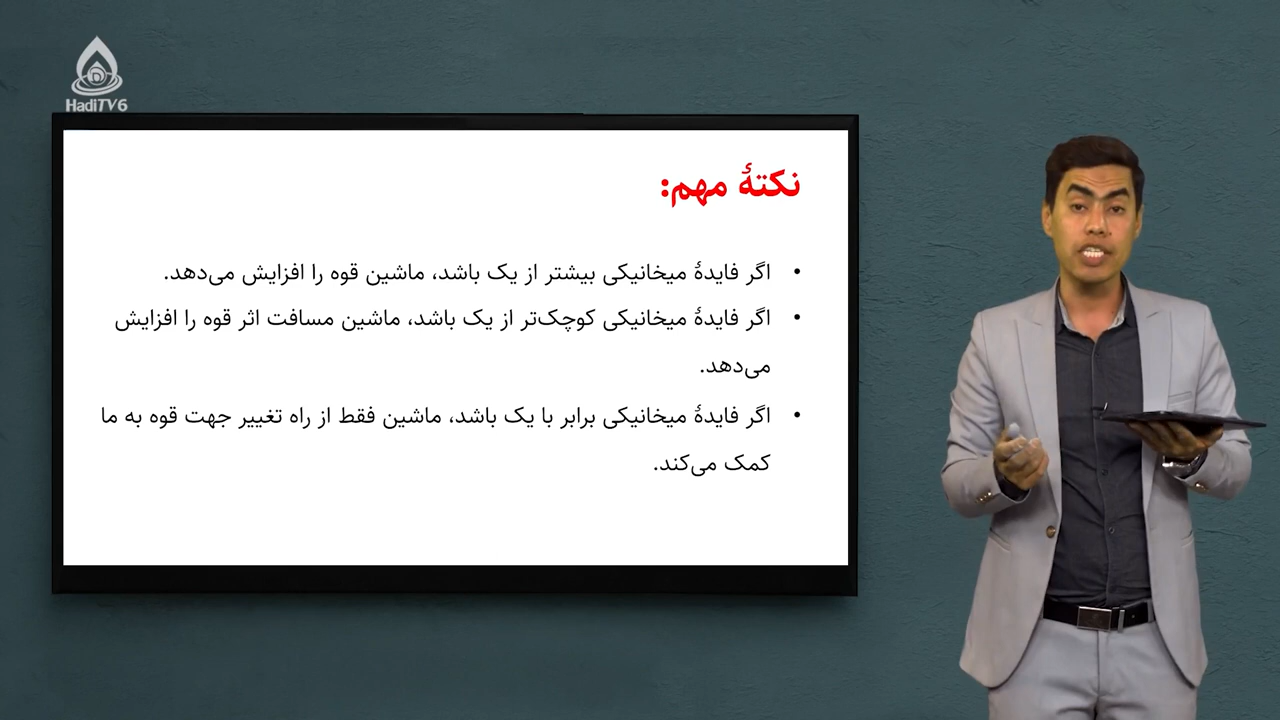 HadiTV6
نکتهٔ مهم:
• اگر فایدهٔ میخانیکی بیشتر از یک باشد، ماشین قوه را افزایش می‌دهد.
• اگر فایدهٔ میخانیکی کوچک‌تر از یک باشد، ماشین مسافت اثر قوه را افزایش
می‌دهد.
• اگر فایدهٔ میخانیکی برابر با یک باشد، ماشین فقط از راه تغییر جهت قوه به ما
کمک می‌کند.